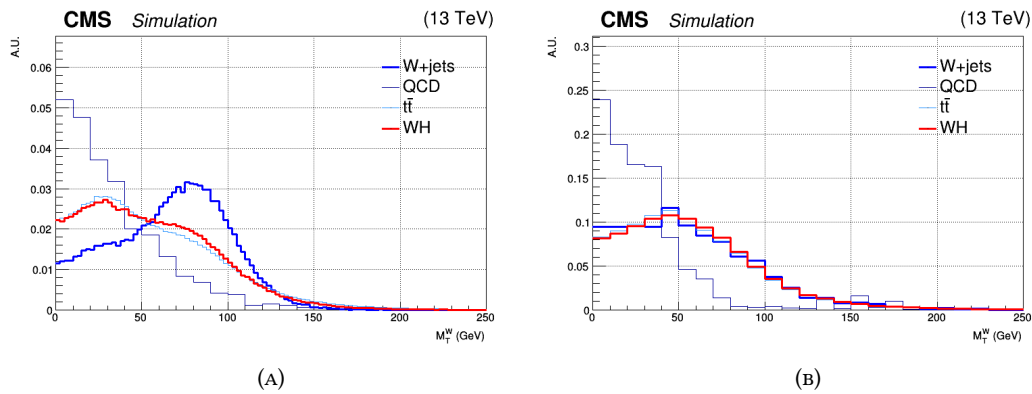 CMS Simulation (13 TeV)
A.U.
0.06
0.05
0.04
0.03
0.02
0.01
0
W+jets
QCD
tt̄
WH
0 50 100 150 200 250
M_T^W (GeV)
(A)
CMS Simulation (13 TeV)
A.U.
0.3
0.25
0.2
0.15
0.1
0.05
0
W+jets
QCD
tt̄
WH
0 50 100 150 200 250
M_T^W (GeV)
(B)